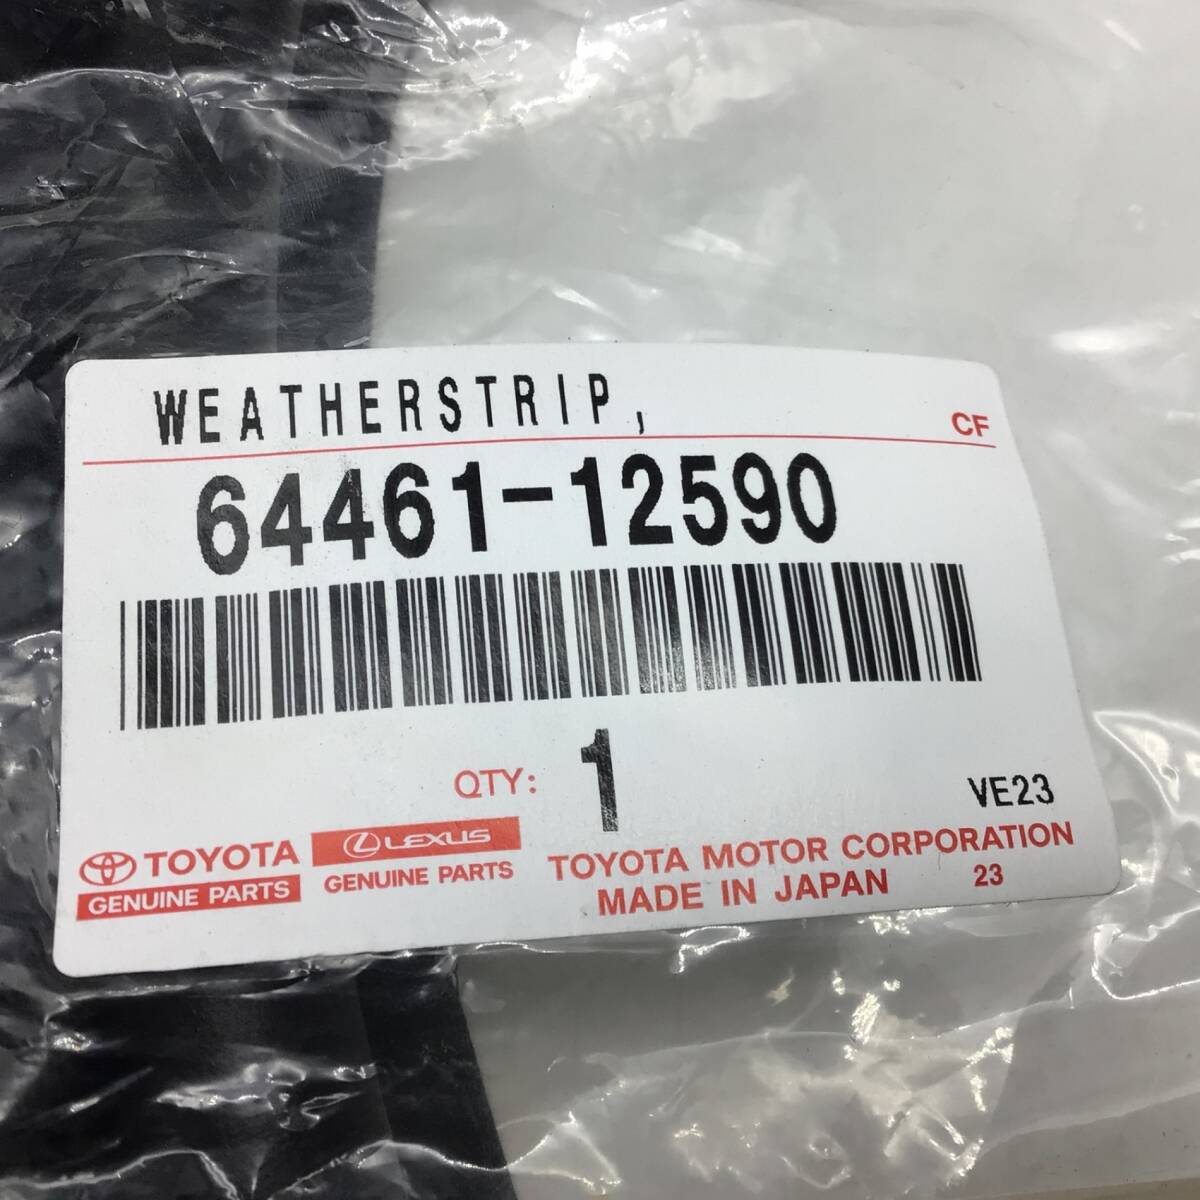 WEATHERSTRIP,
CF
64461-12590
QTY: 1
VE23
TOYOTA
GENUINE PARTS
LEXUS
GENUINE PARTS
TOYOTA MOTOR CORPORATION
MADE IN JAPAN 23